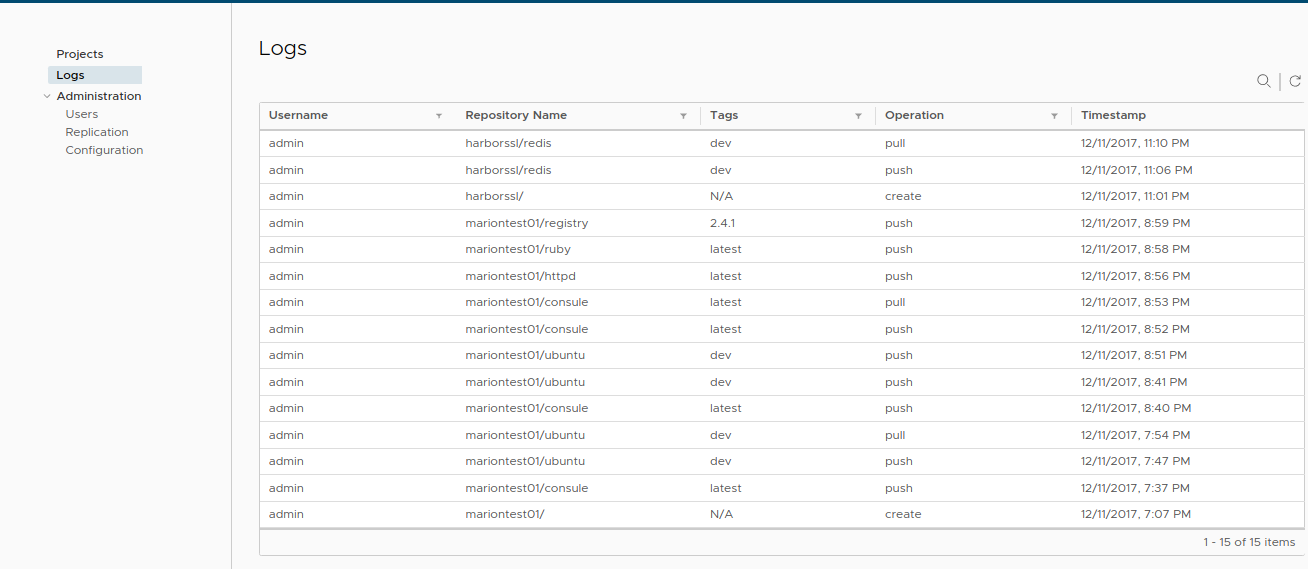 Projects
Logs
Administration
Users
Replication
Configuration
Logs
Username Repository Name Tags Operation Timestamp
admin harborssl/redis dev pull 12/11/2017, 11:10 PM
admin harborssl/redis dev push 12/11/2017, 11:06 PM
admin harborssl/ N/A create 12/11/2017, 11:01 PM
admin mariontest01/registry 2.4.1 push 12/11/2017, 8:59 PM
admin mariontest01/ruby latest push 12/11/2017, 8:58 PM
admin mariontest01/httpd latest push 12/11/2017, 8:56 PM
admin mariontest01/consule latest pull 12/11/2017, 8:53 PM
admin mariontest01/consule latest push 12/11/2017, 8:52 PM
admin mariontest01/ubuntu dev push 12/11/2017, 8:51 PM
admin mariontest01/ubuntu dev push 12/11/2017, 8:41 PM
admin mariontest01/consule latest push 12/11/2017, 8:40 PM
admin mariontest01/ubuntu dev pull 12/11/2017, 7:54 PM
admin mariontest01/ubuntu dev push 12/11/2017, 7:47 PM
admin mariontest01/consule latest push 12/11/2017, 7:37 PM
admin mariontest01/ N/A create 12/11/2017, 7:07 PM
1 - 15 of 15 items